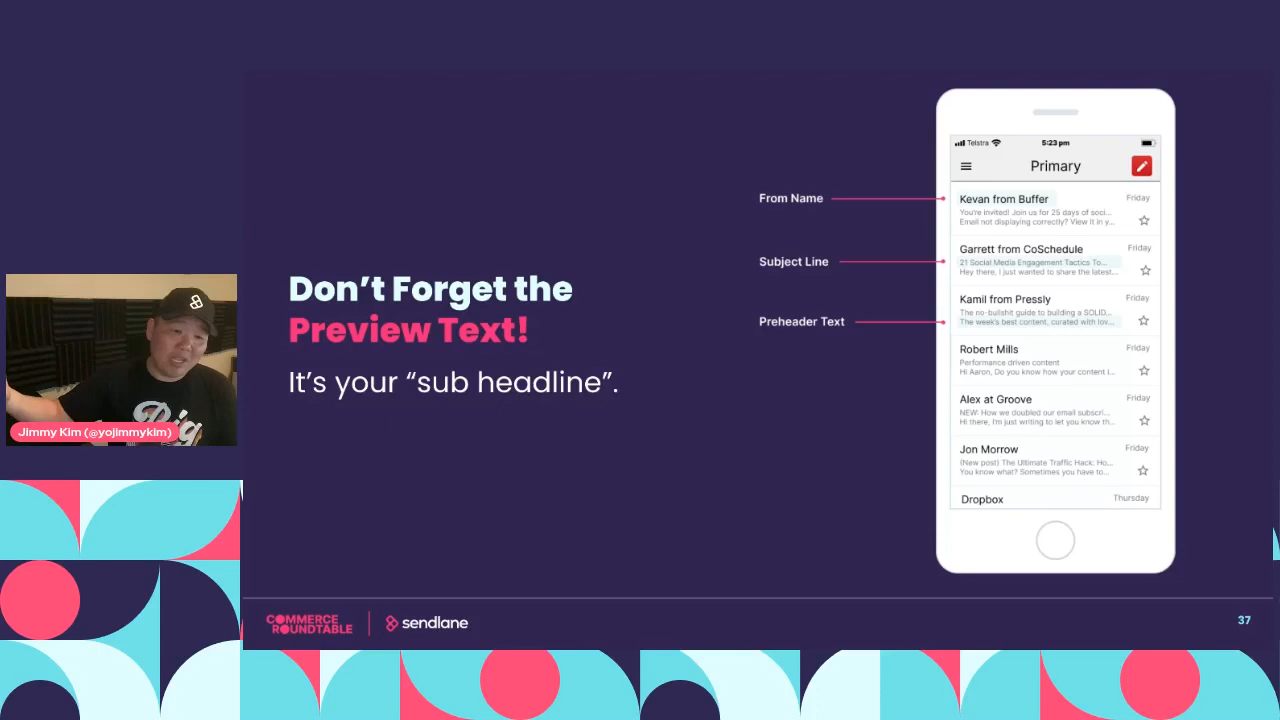 Don't Forget the
Preview Text!
It's your “sub headline”.
From Name
Subject Line
Preheader Text
Telstra
5:23 pm
Primary
Kevan from Buffer
Friday
You're invited! Join us for 25 days of soci...
Email not displaying correctly? View it in y...
Garrett from CoSchedule
Friday
21 Social Media Engagement Tactics To...
Hey there, I just wanted to share the latest...
Kamil from Pressly
Friday
The no-bullshit guide to building a SOLID...
The week's best content, curated with lov...
Robert Mills
Friday
Performance driven content
Hi Aaron, Do you know how your content i...
Alex at Groove
Friday
NEW: How we doubled our email subscri...
Hi there, I'm just writing to let you know th...
Jon Morrow
Friday
(New post) The Ultimate Traffic Hack: Ho...
You know what? Sometimes you have to...
Dropbox
Thursday
Jimmy Kim (@yojimmykim)
COMMERCE
ROUNDTABLE
sendlane
37